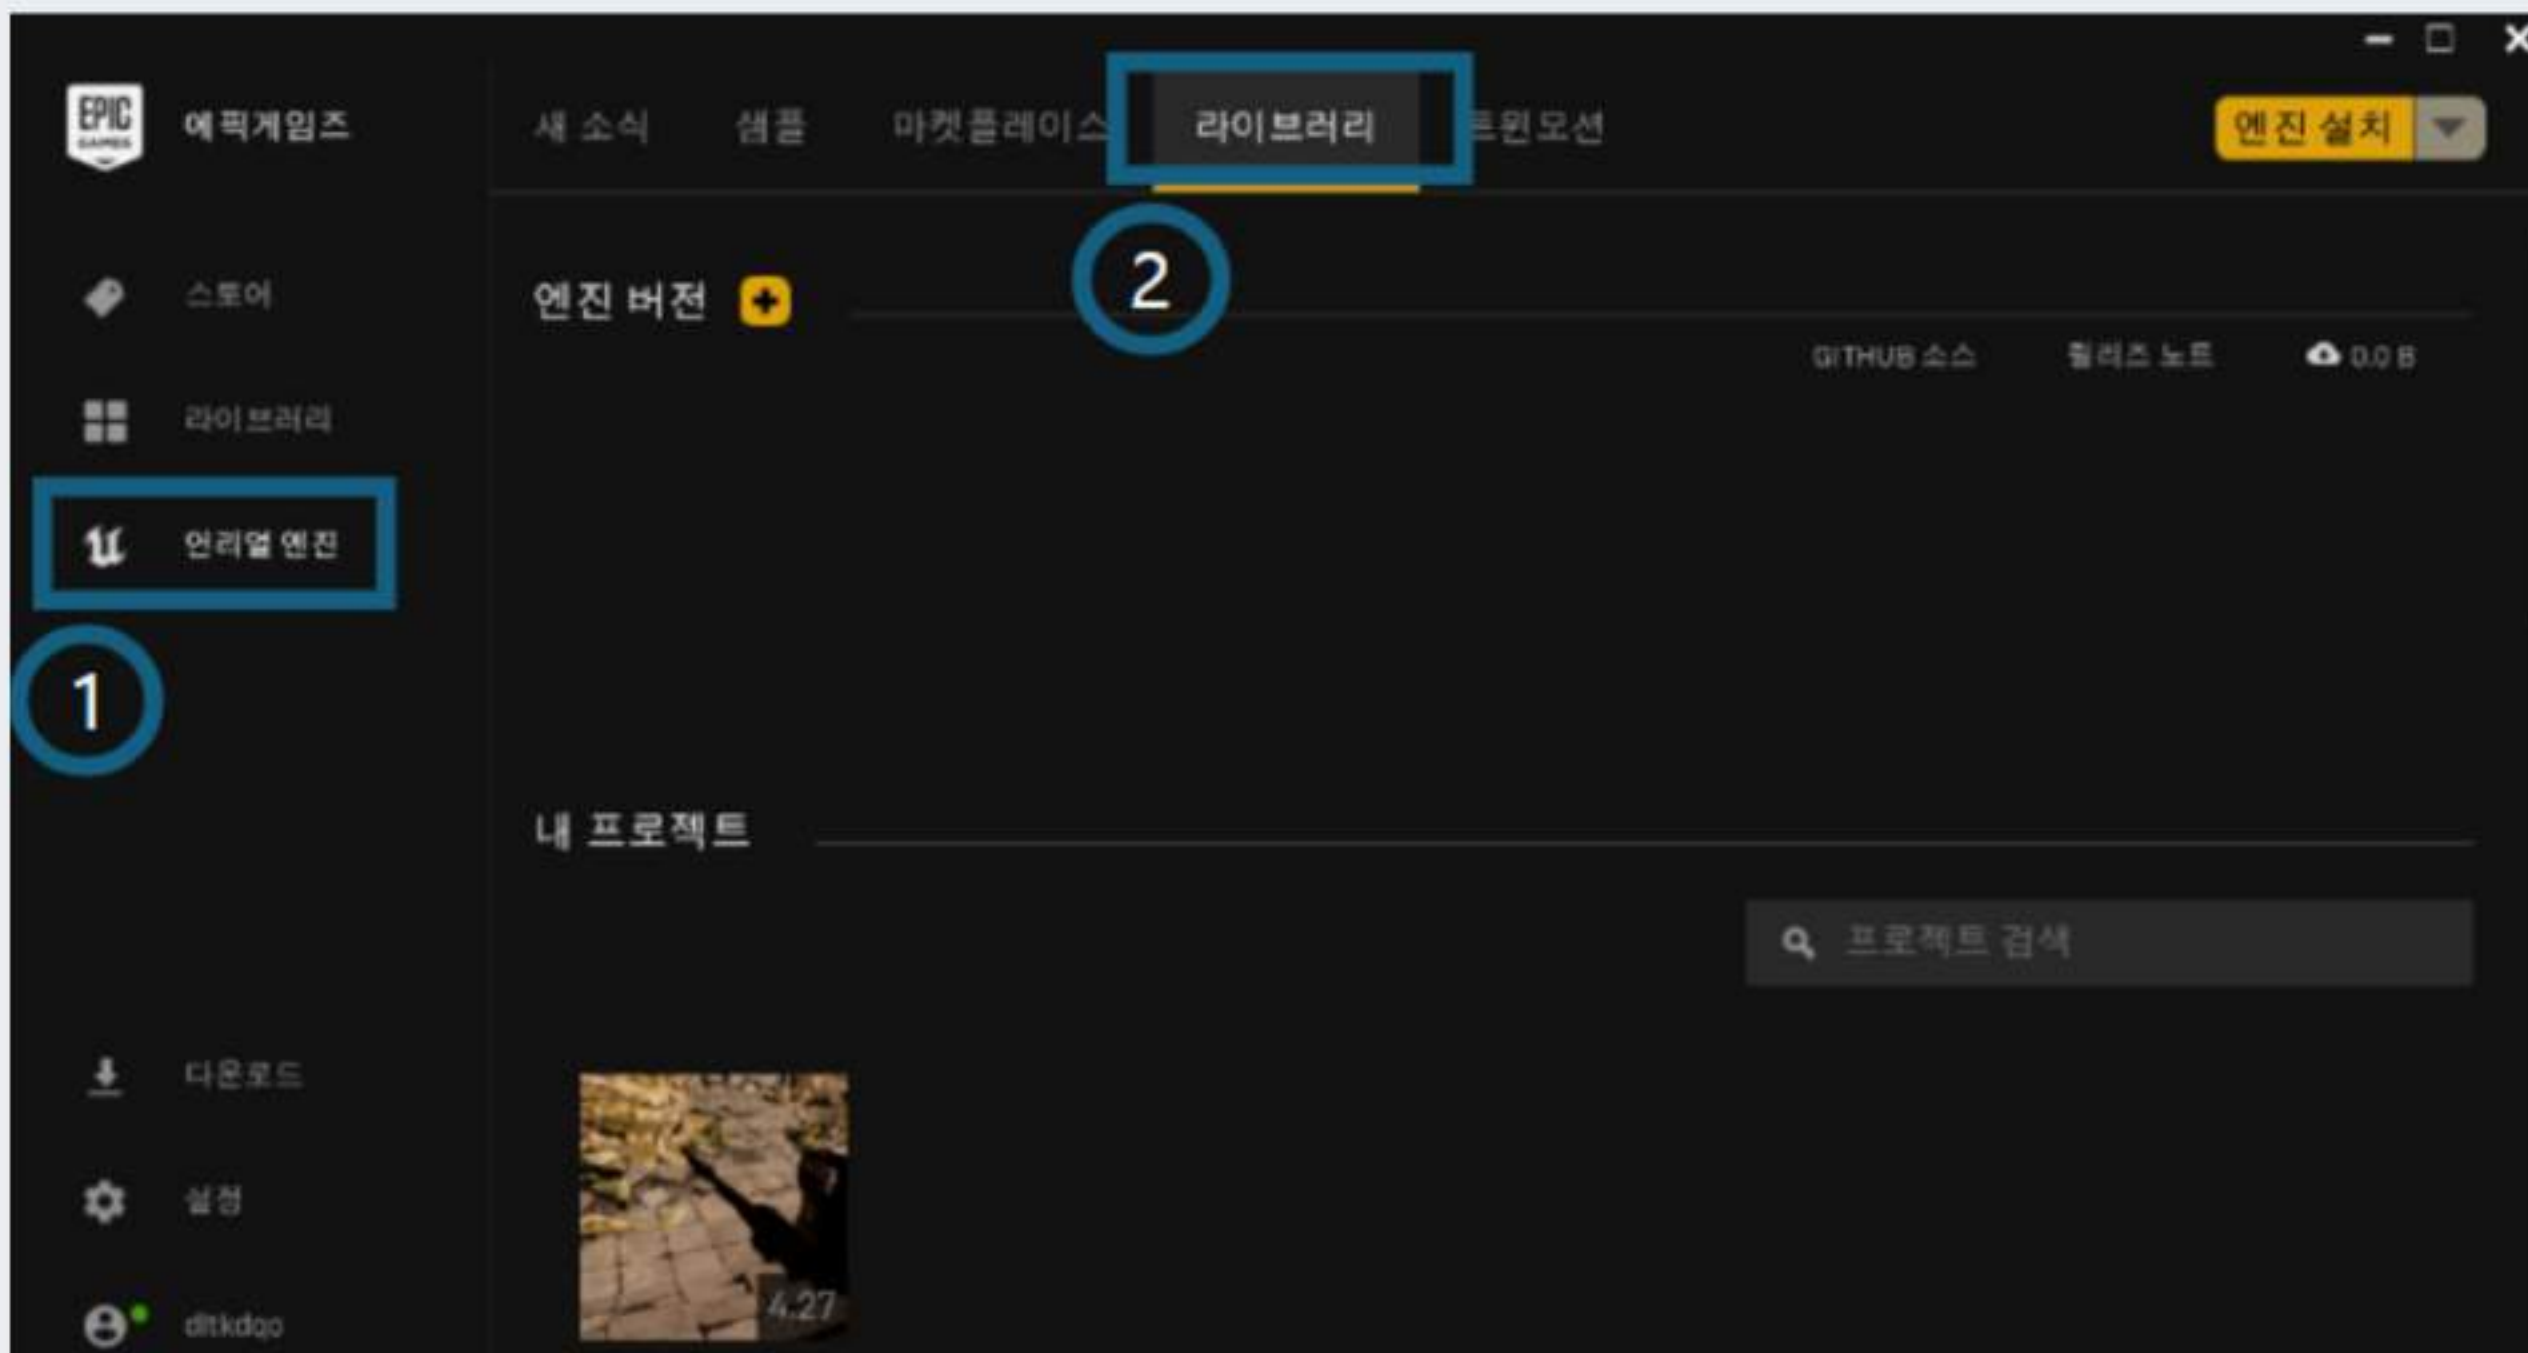 EPIC GAMES
에픽게임즈
새 소식 샘플 마켓플레이스 라이브러리 트윈모션
엔진 설치
스토어
라이브러리
언리얼 엔진
1
2
엔진 버전
GITHUB 소스 릴리즈 노트 0.0 B
내 프로젝트
프로젝트 검색
4.27
다운로드
설정
dltkdqo